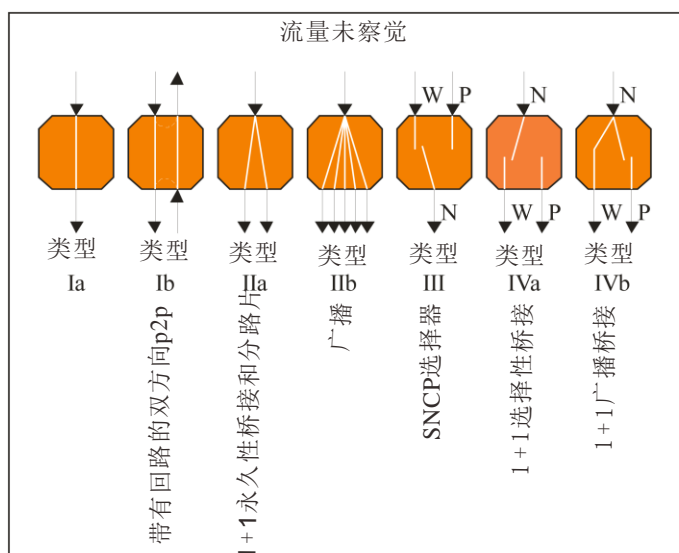 流量未察觉
W P N N
N W P W P
类型 类型 类型 类型 类型 类型 类型
Ia Ib IIa IIb III IVa IVb
带有回路的双方向p2p
1+1永久性桥接和分路片
广播
SNCP选择器
1+1选择性桥接
1+1广播桥接